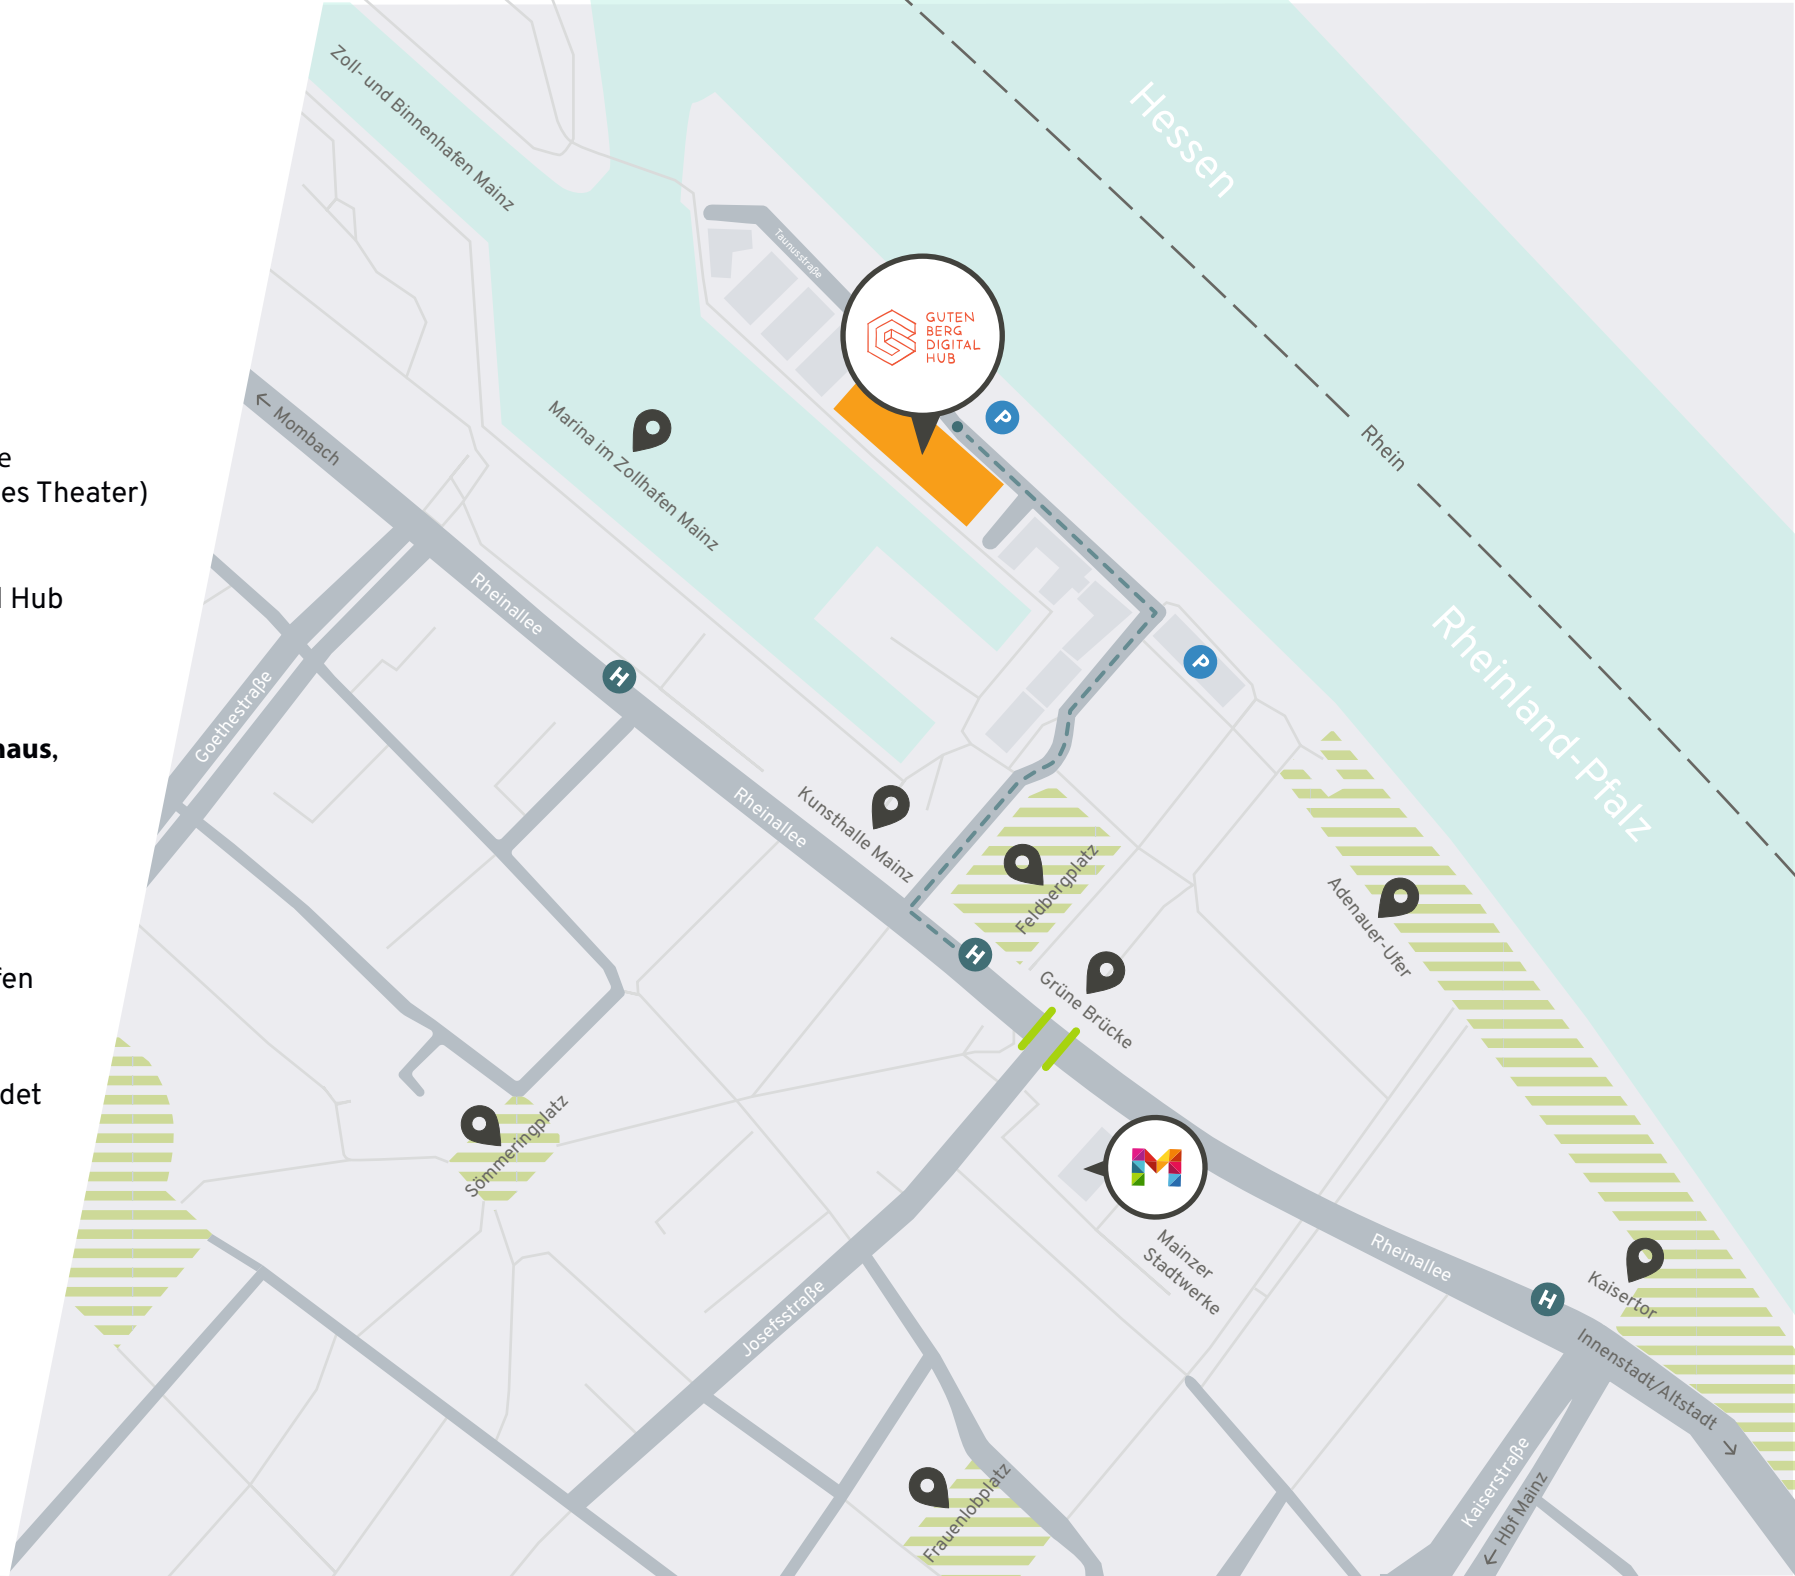 e
es Theater)
l Hub
haus,
fen
det
Zoll- und Binnenhafen Mainz
Hessen
Taunusstraße
GUTEN
BERG
DIGITAL
HUB
P
Rhein
← Mombach
Marina im Zollhafen Mainz
Rheinallee
H
Goethestraße
P
Rheinland-Pfalz
Rheinallee
Kunsthalle Mainz
Feldbergplatz
Adenauer-Ufer
H
Grüne Brücke
Sömmeringplatz
M
Mainzer
Stadtwerke
Rheinallee
Kaisertor
H
Josefsstraße
Innenstadt/Altstadt →
Kaiserstraße
← Hbf Mainz
Frauenlobplatz